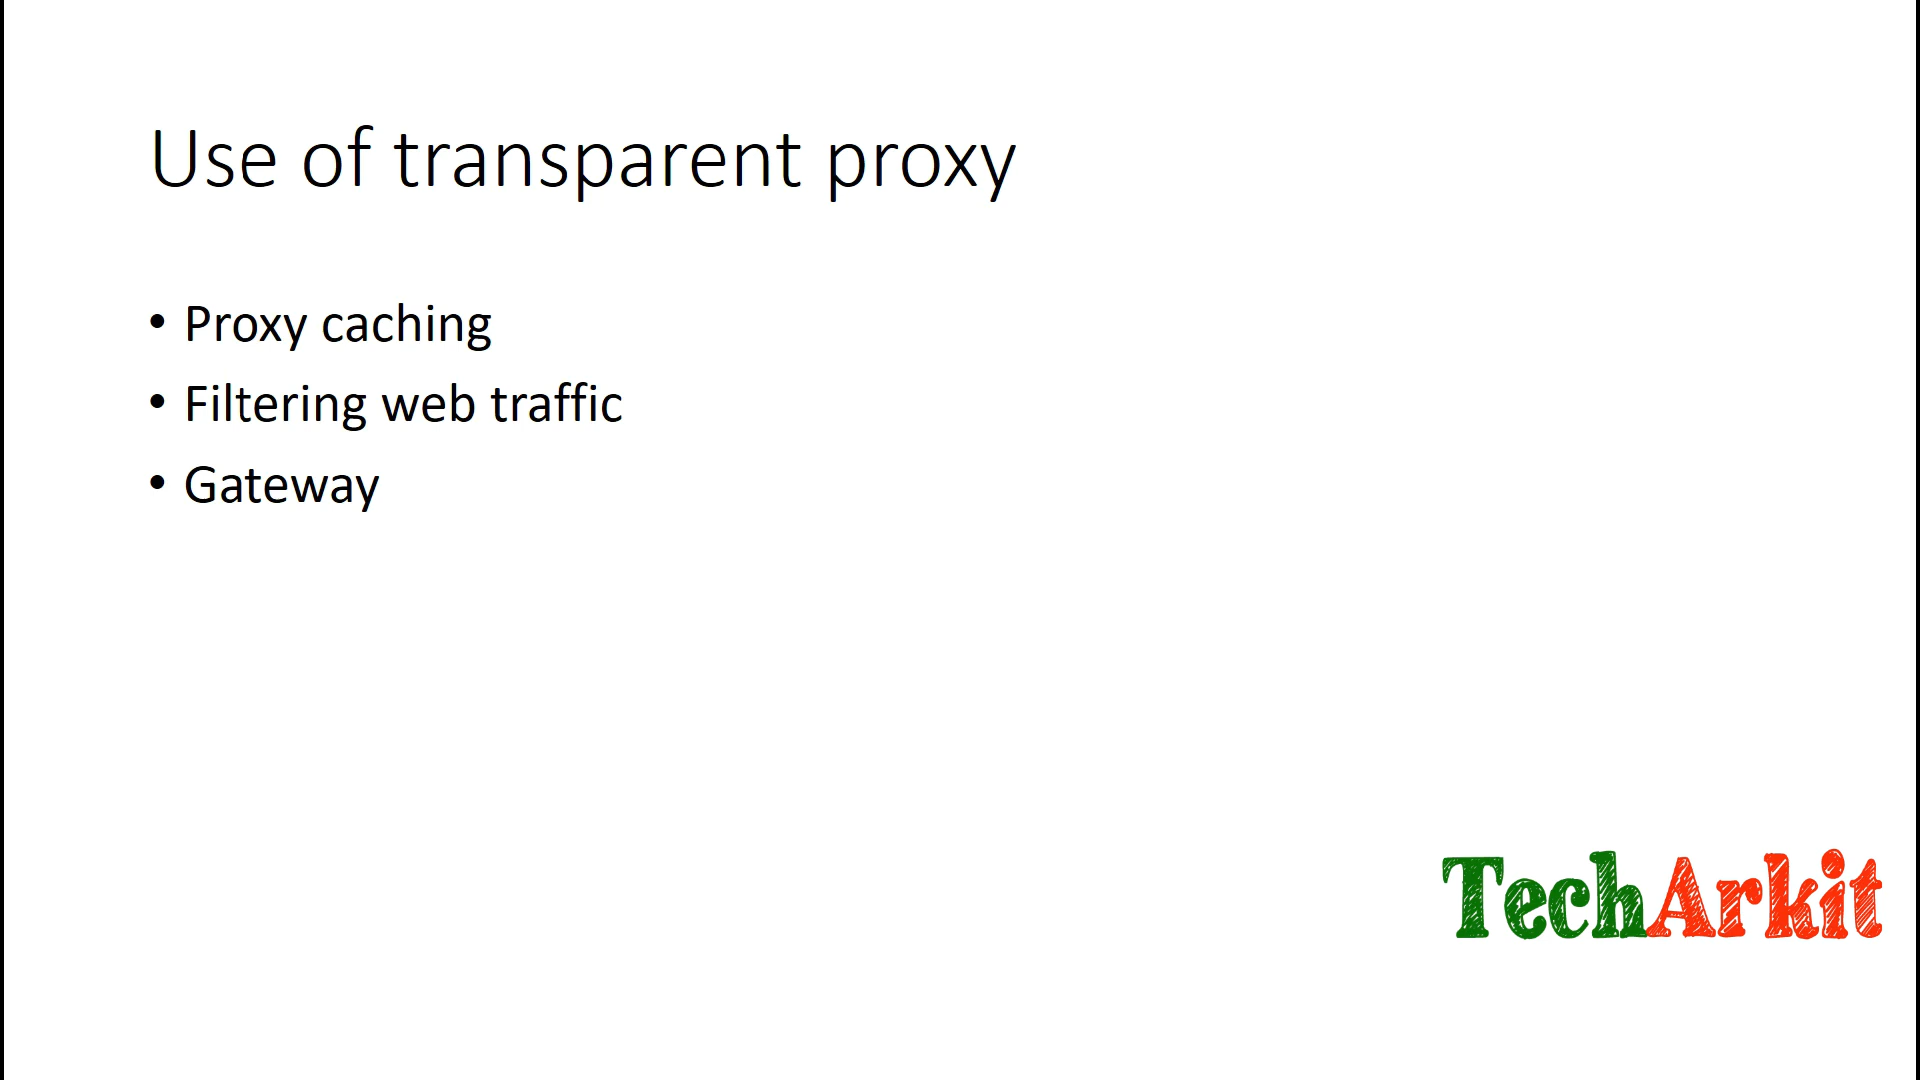 Use of transparent proxy
• Proxy caching
• Filtering web traffic
• Gateway
TechArkit